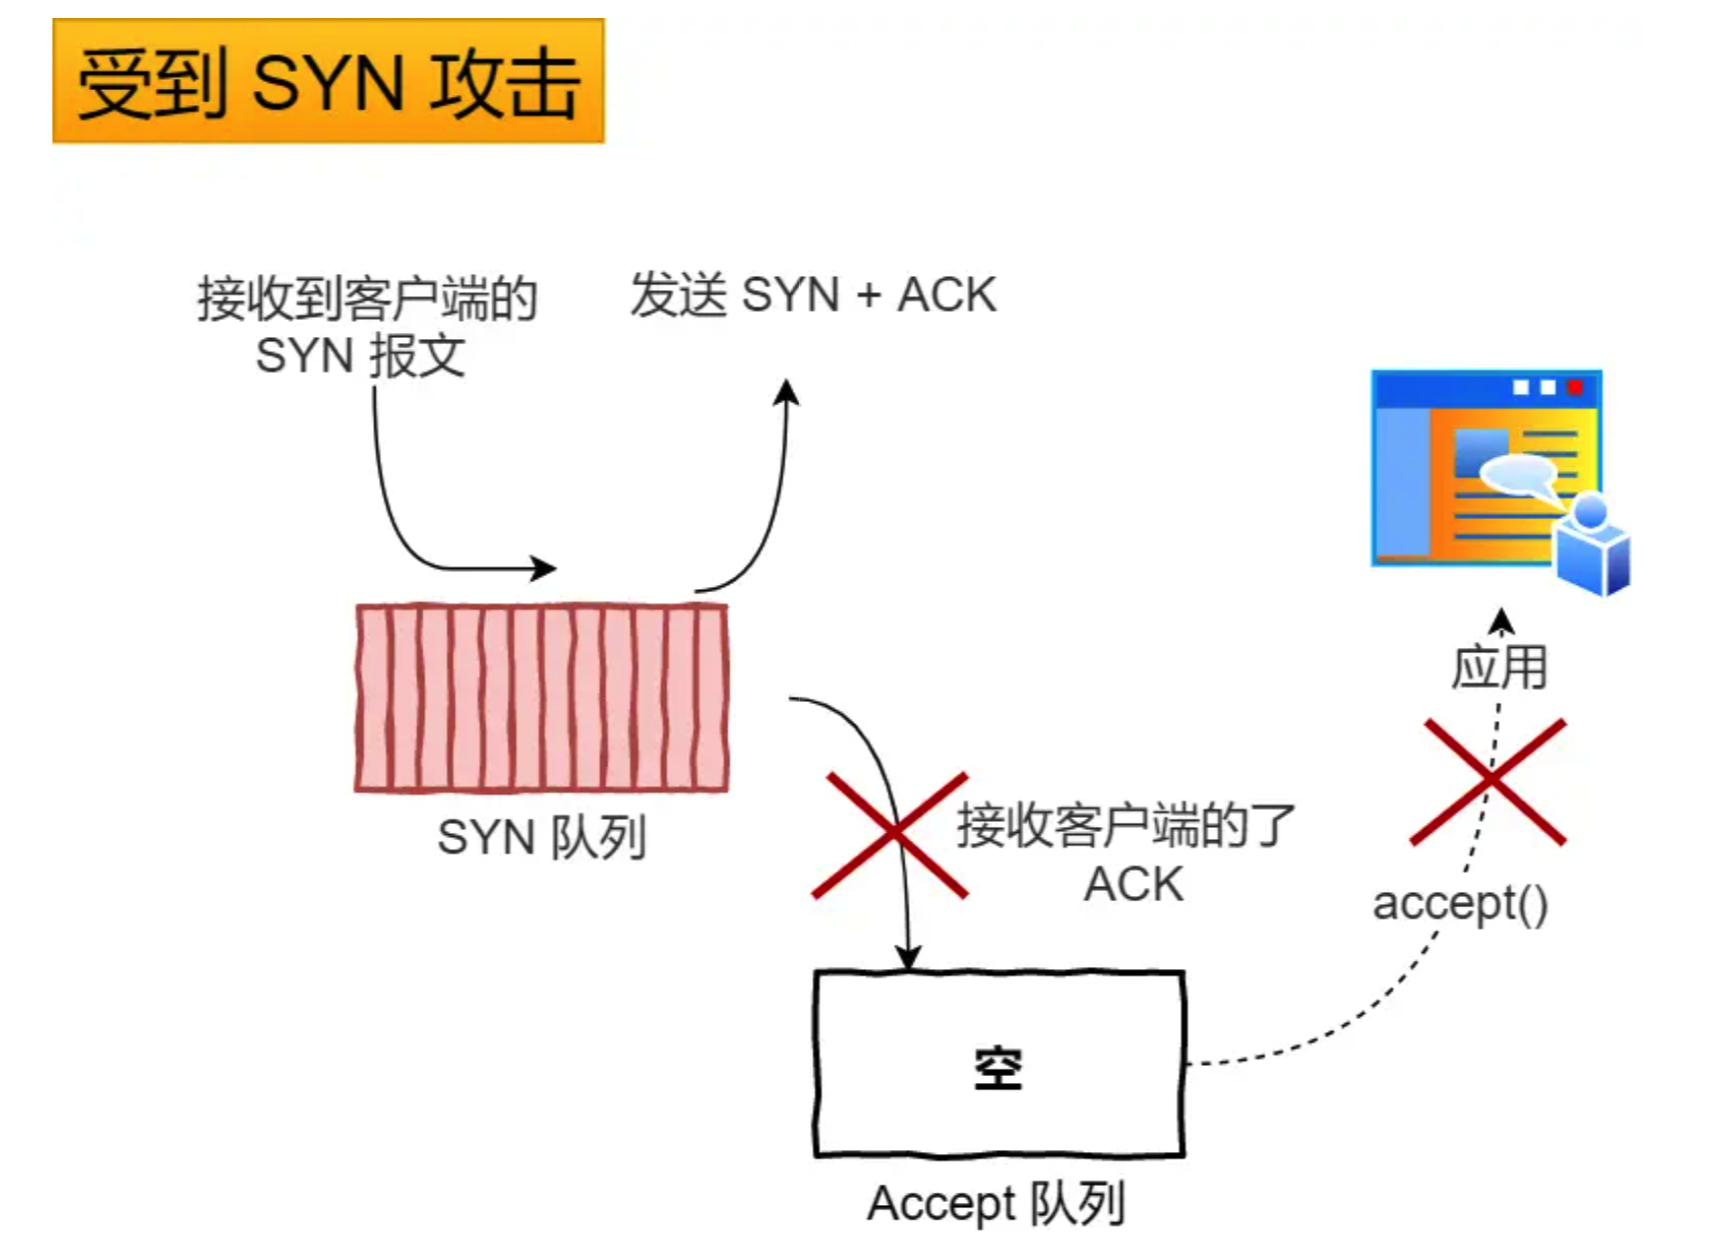 受到 SYN 攻击
接收到客户端的
SYN 报文
发送 SYN + ACK
SYN 队列
接收客户端的了
ACK
应用
accept()
空
Accept 队列